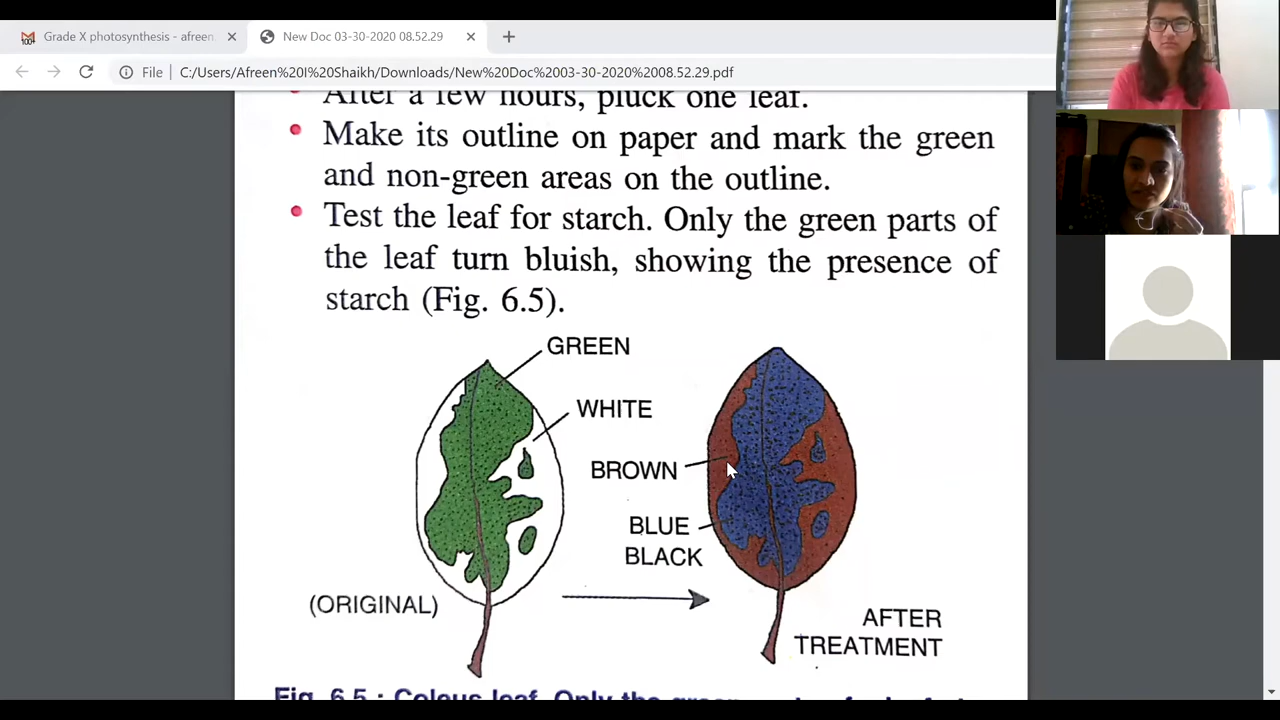 Grade X photosynthesis - afreen
New Doc 03-30-2020 08.52.29
File
C:/Users/Afreen%20I%20Shaikh/Downloads/New%20Doc%2003-30-2020%2008.52.29.pdf
• After a few hours, pluck one leaf.
• Make its outline on paper and mark the green
and non-green areas on the outline.
• Test the leaf for starch. Only the green parts of
the leaf turn bluish, showing the presence of
starch (Fig. 6.5).
GREEN
WHITE
BROWN
BLUE
BLACK
(ORIGINAL)
AFTER
TREATMENT
Fig. 6.5 : Coleus leaf. Only the